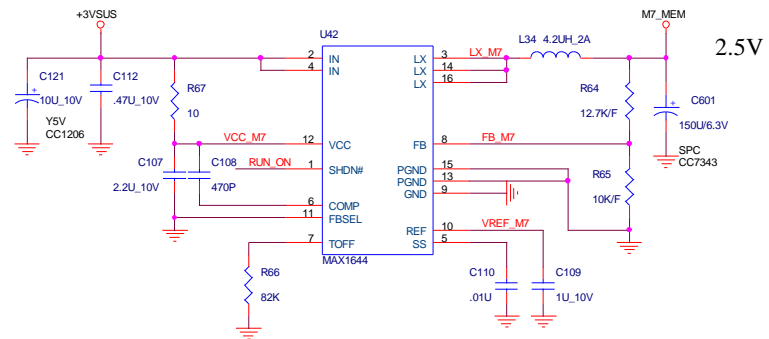 +3VSUS
M7_MEM
U42
2.5V
L34 4.2UH_2A
2 IN
4 IN
LX 3 LX_M7
LX 14
LX 16
C121
10U_10V
Y5V
CC1206
C112
.47U_10V
R67
10
R64
12.7K/F
C601
150U/6.3V
SPC
CC7343
VCC_M7 12 VCC
FB 8 FB_M7
C107
2.2U_10V
C108
470P
RUN_ON 1 SHDN#
PGND 15
PGND 13
GND 9
R65
10K/F
6 COMP
11 FBSEL
REF 10 VREF_M7
7 TOFF
SS 5
MAX1644
R66
82K
C110
.01U
C109
1U_10V